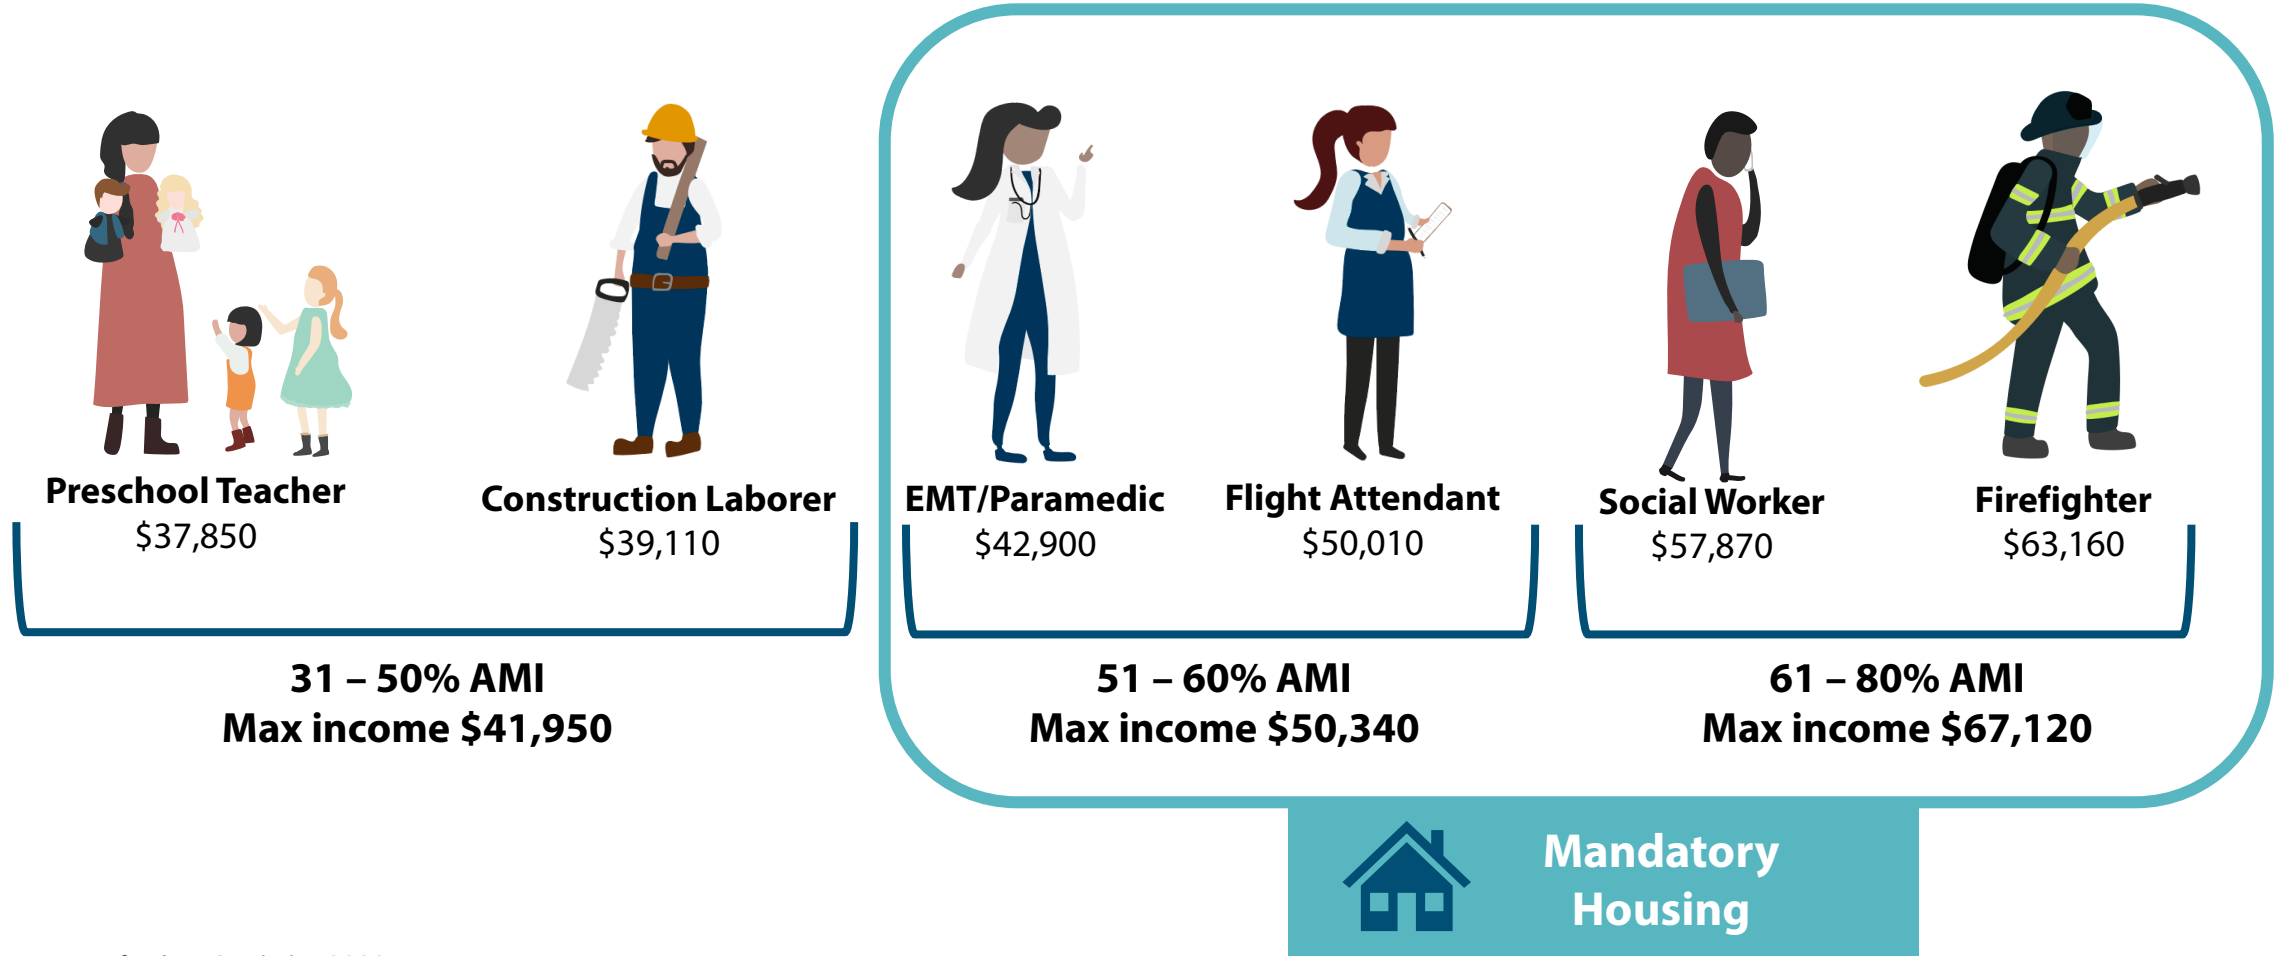 Preschool Teacher
$37,850
Construction Laborer
$39,110
EMT/Paramedic
$42,900
Flight Attendant
$50,010
Social Worker
$57,870
Firefighter
$63,160
31 – 50% AMI
Max income $41,950
51 – 60% AMI
Max income $50,340
61 – 80% AMI
Max income $67,120
Mandatory
Housing